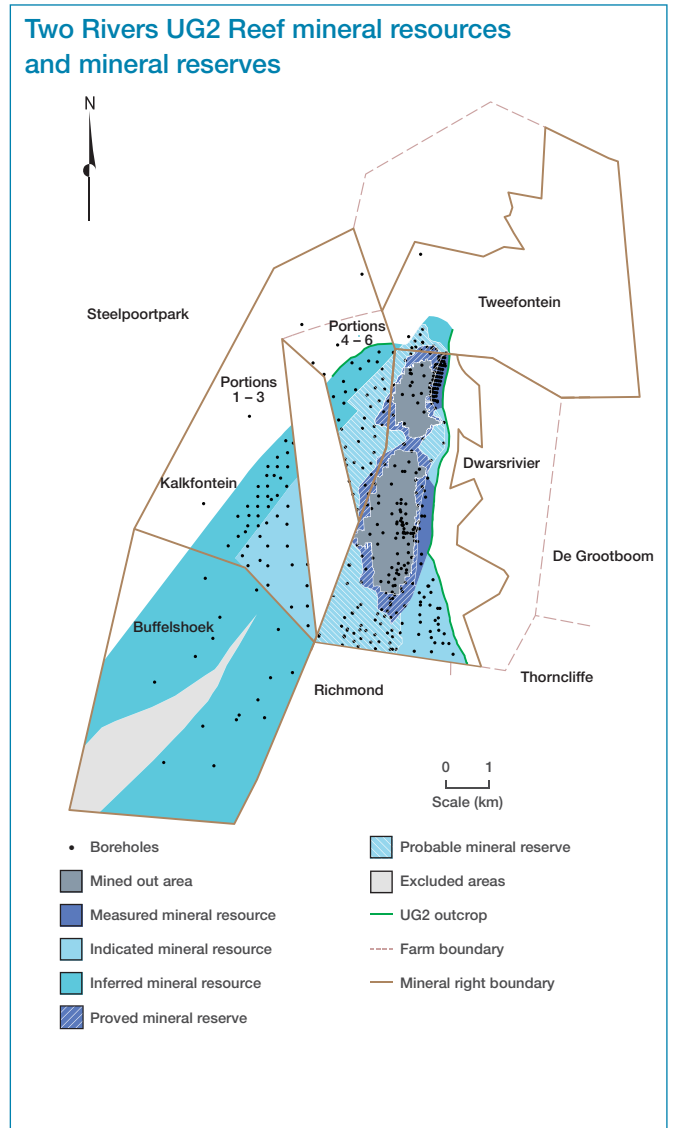 Two Rivers UG2 Reef mineral resources
and mineral reserves
N
Steelpoortpark
Tweefontein
Portions
4 – 6
Portions
1 – 3
Dwarsrivier
Kalkfontein
De Grootboom
Buffelshoek
Thorncliffe
Richmond
0 1
Scale (km)
Boreholes
Mined out area
Measured mineral resource
Indicated mineral resource
Inferred mineral resource
Proved mineral reserve
Probable mineral reserve
Excluded areas
UG2 outcrop
Farm boundary
Mineral right boundary